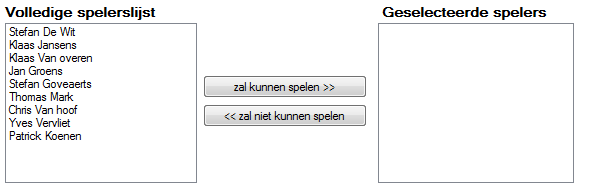 Volledige spelerslijst
Stefan De Wit
Klaas Jansens
Klaas Van overen
Jan Groens
Stefan Goveaerts
Thomas Mark
Chris Van hoof
Yves Vervliet
Patrick Koenen
zal kunnen spelen >>
<< zal niet kunnen spelen
Geselecteerde spelers